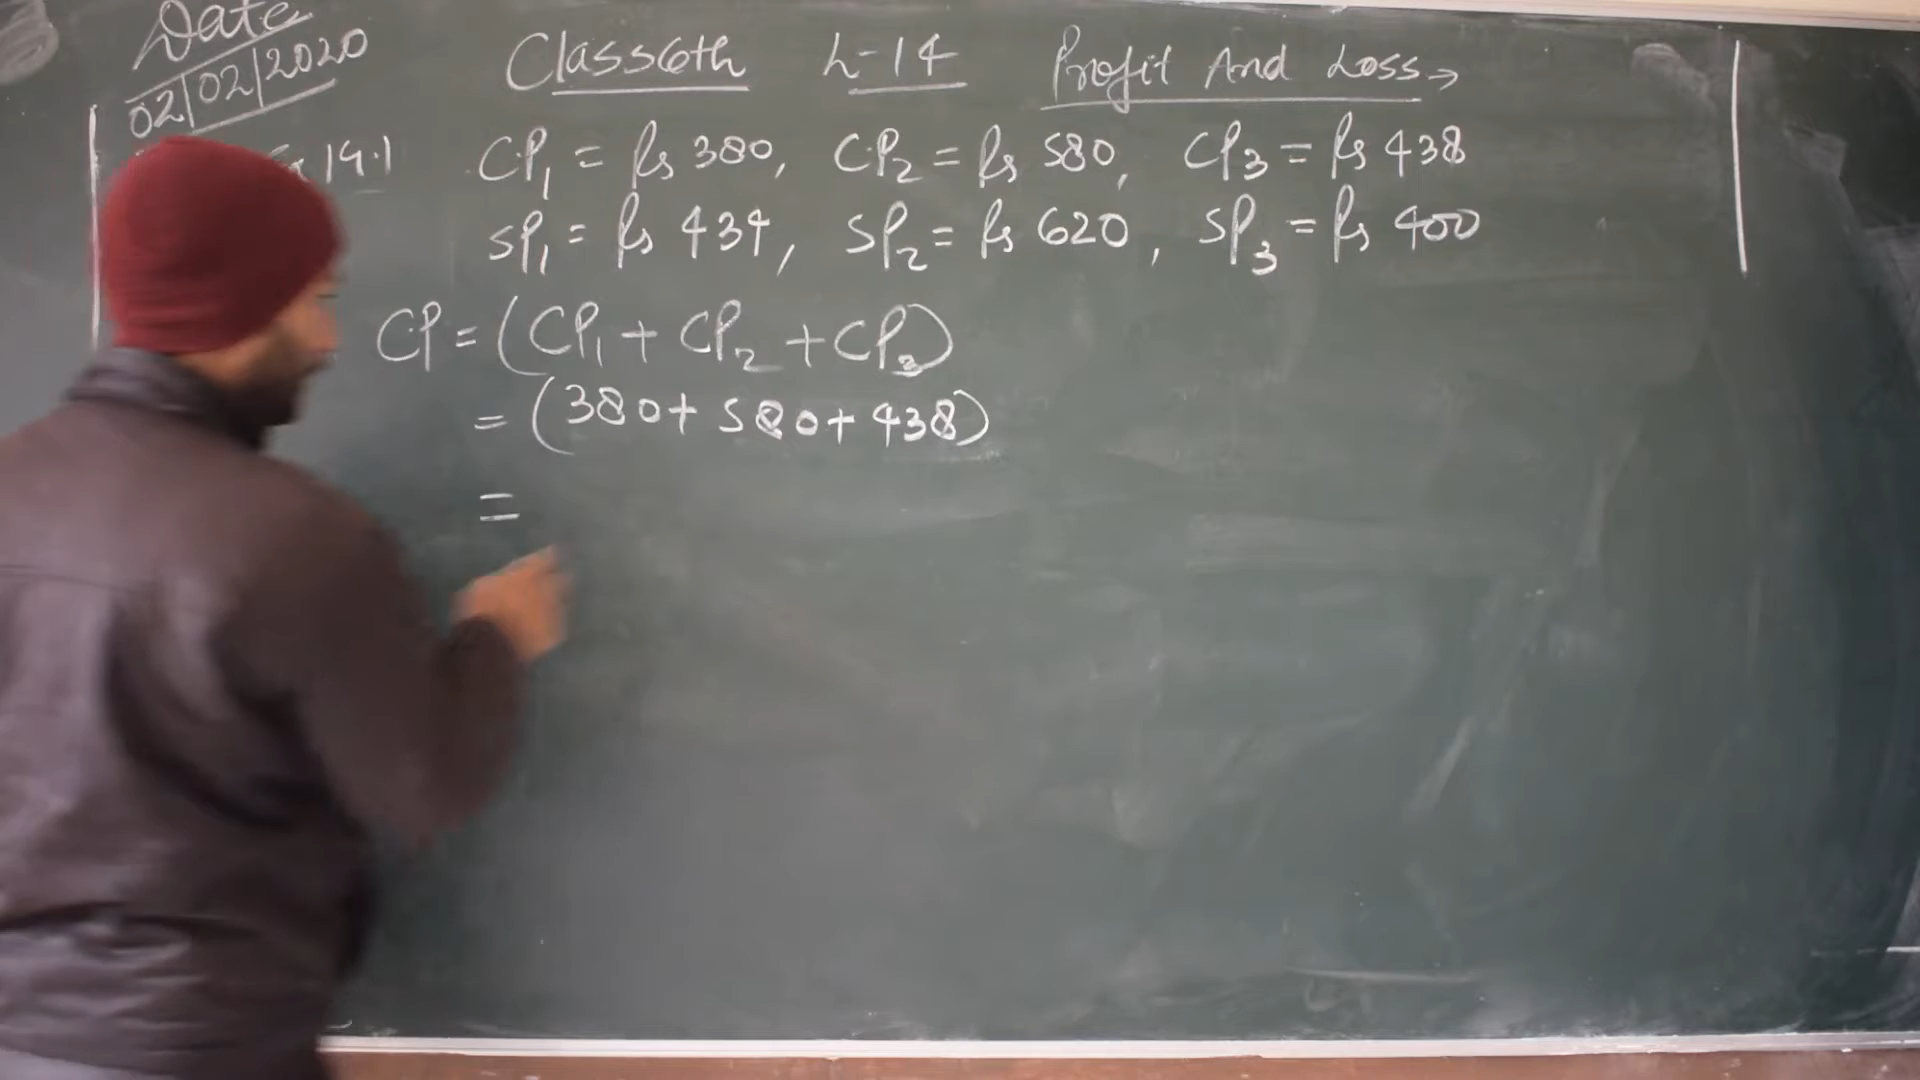 Date
02/02/2020
Class 6th L-14 Profit And Loss→
14.1 CP₁ = Rs 380, CP₂ = Rs 580, CP₃ = Rs 438
SP₁ = Rs 434, SP₂ = Rs 620, SP₃ = Rs 400
CP = (CP₁ + CP₂ + CP₃)
= (380 + 580 + 438)
=